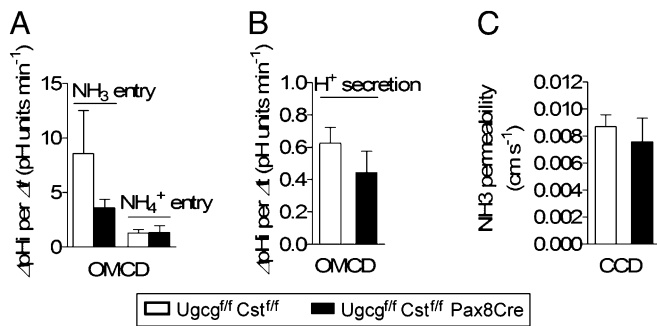 A
B
C
ΔpHi per Δt (pH units min⁻¹)
15
10
5
0
NH₃ entry
NH₄⁺ entry
OMCD
ΔpHi per Δt (pH units min⁻¹)
1.0
0.8
0.6
0.4
0.2
0.0
H⁺ secretion
OMCD
NH3 permeability
(cm s⁻¹)
0.012
0.010
0.008
0.006
0.004
0.002
0.000
CCD
Ugcgᶠ/ᶠ Cstᶠ/ᶠ
Ugcgᶠ/ᶠ Cstᶠ/ᶠ Pax8Cre